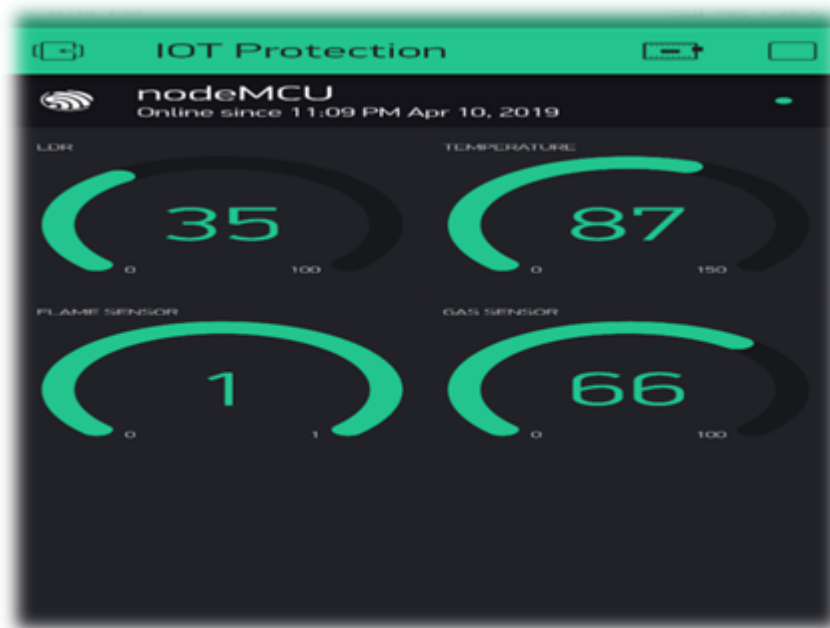 IOT Protection
nodeMCU
Online since 11:09 PM Apr 10, 2019
LDR
TEMPERATURE
35
87
0
100
0
150
FLAME SENSOR
GAS SENSOR
1
66
0
1
0
100